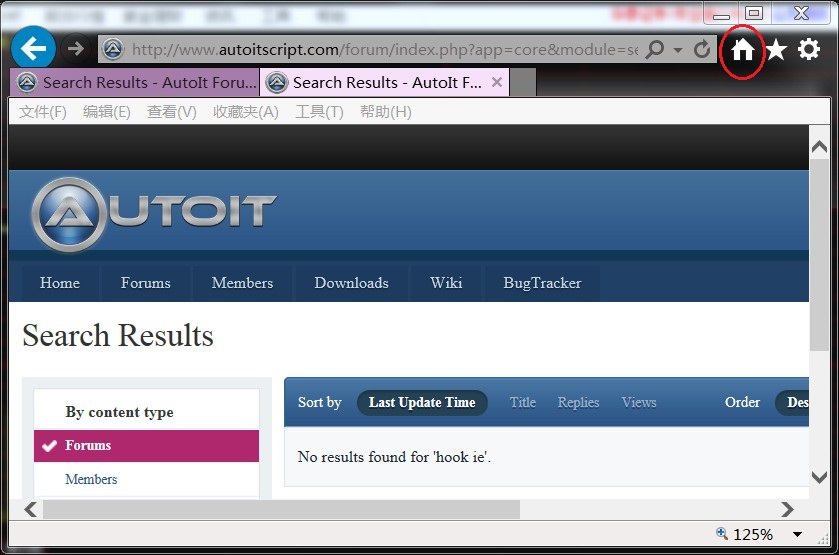 http://www.autoitscript.com/forum/index.php?app=core&module=se
Search Results - AutoIt Foru...
Search Results - AutoIt F...
文件(F) 编辑(E) 查看(V) 收藏夹(A) 工具(T) 帮助(H)
AUTOIT
Home Forums Members Downloads Wiki BugTracker
Search Results
Sort by Last Update Time Title Replies Views Order Des
By content type
Forums
No results found for 'hook ie'.
Members
125%